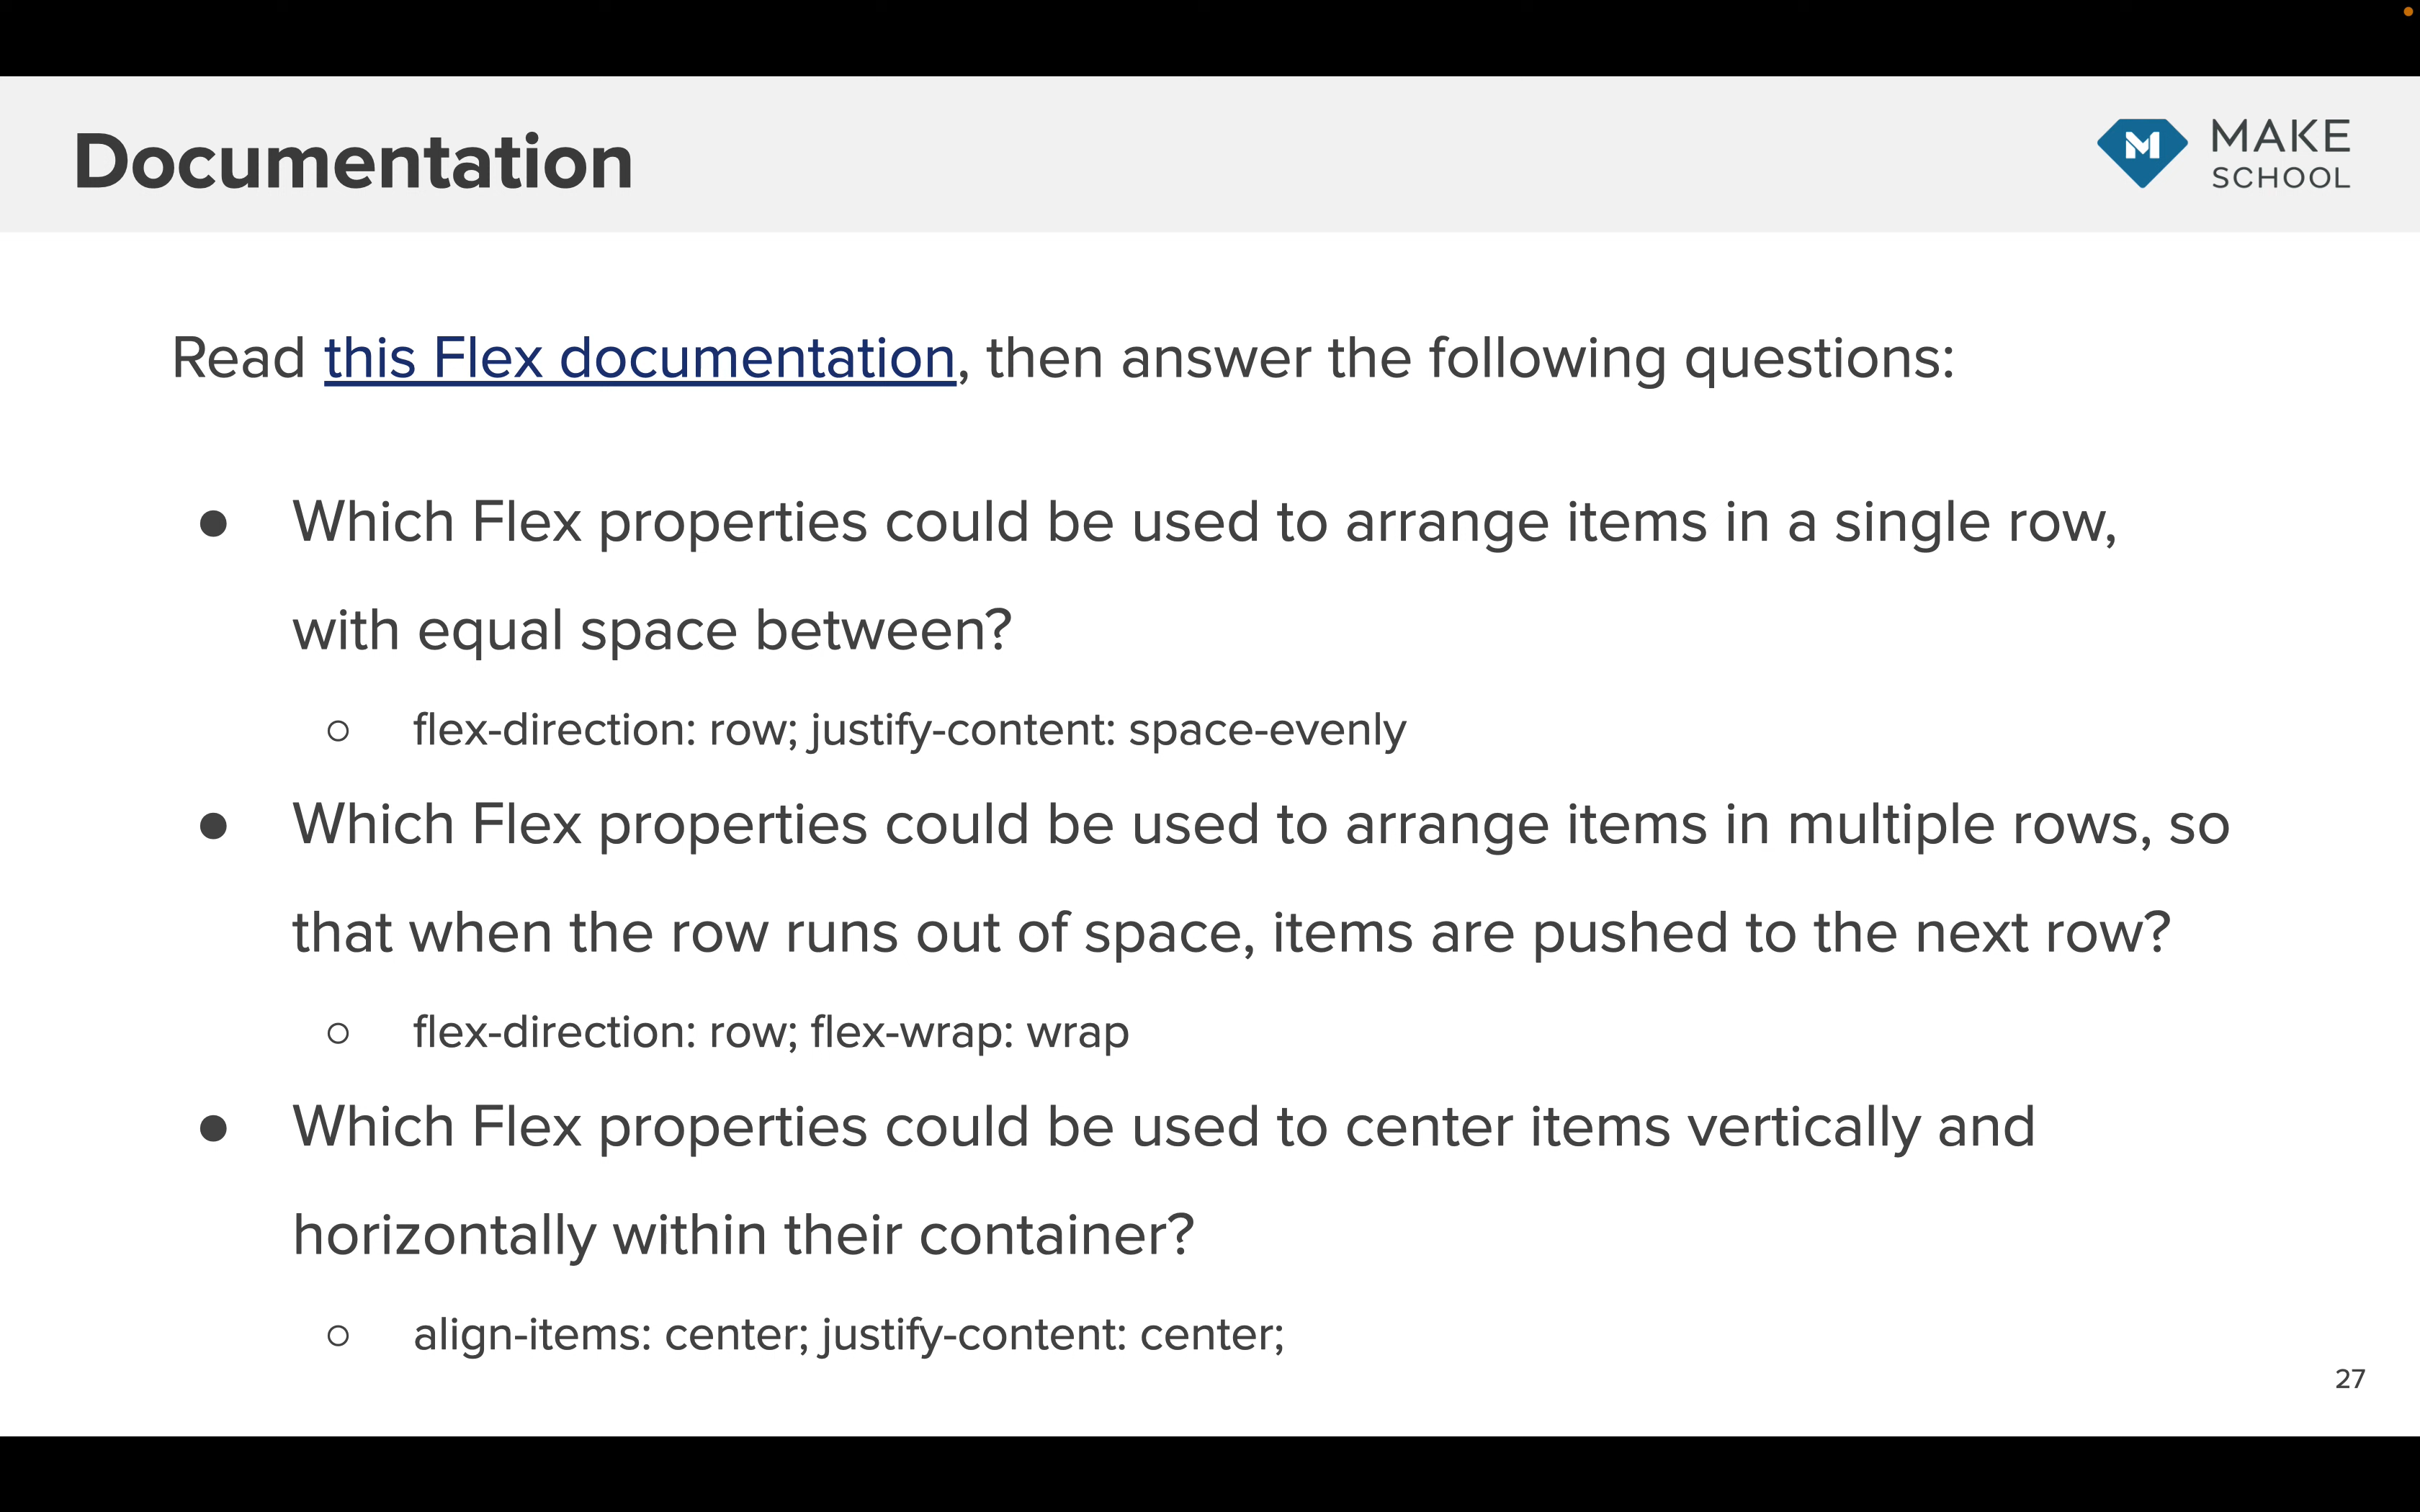 Documentation
MAKE
SCHOOL
Read this Flex documentation, then answer the following questions:
● Which Flex properties could be used to arrange items in a single row,
with equal space between?
○ flex-direction: row; justify-content: space-evenly
● Which Flex properties could be used to arrange items in multiple rows, so
that when the row runs out of space, items are pushed to the next row?
○ flex-direction: row; flex-wrap: wrap
● Which Flex properties could be used to center items vertically and
horizontally within their container?
○ align-items: center; justify-content: center;
27